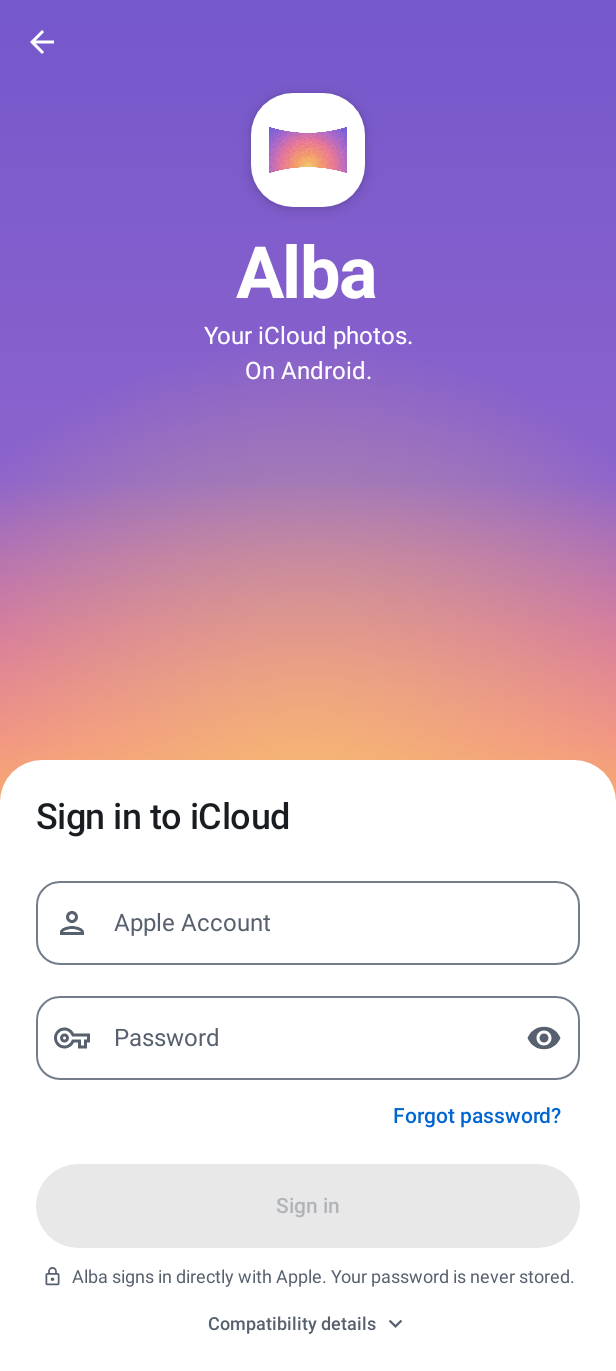 Alba
Your iCloud photos.
On Android.
Sign in to iCloud
Apple Account
Password
Forgot password?
Sign in
Alba signs in directly with Apple. Your password is never stored.
Compatibility details